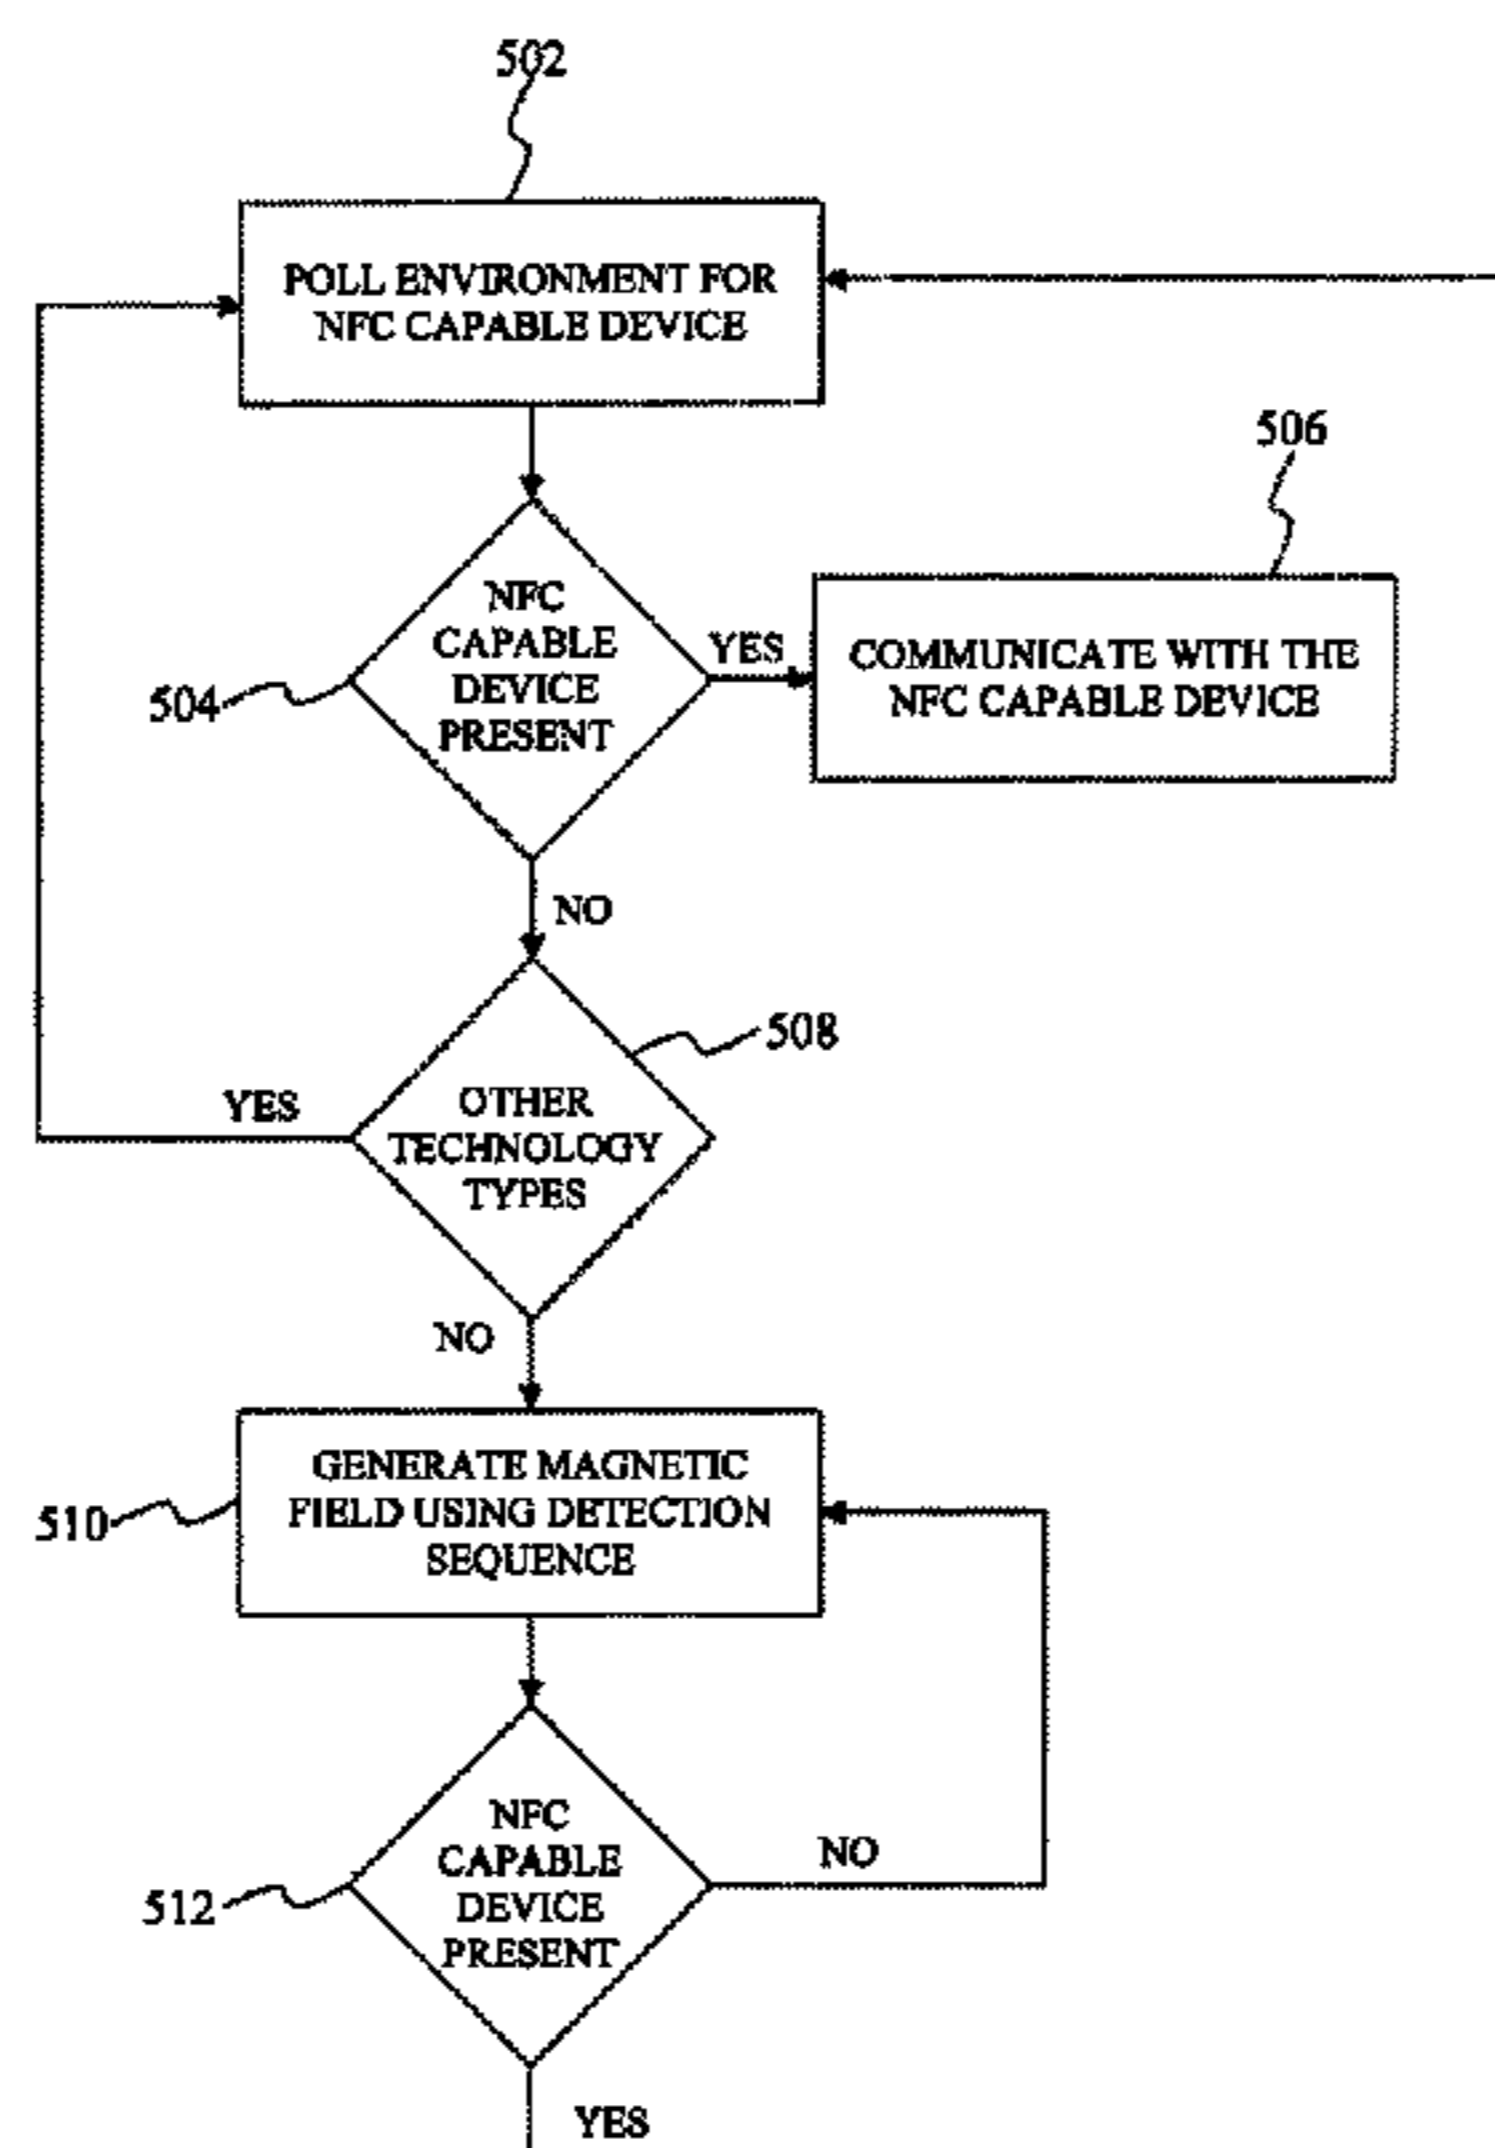 502
POLL ENVIRONMENT FOR
NFC CAPABLE DEVICE
506
NFC
CAPABLE
DEVICE
PRESENT
YES
COMMUNICATE WITH THE
NFC CAPABLE DEVICE
504
NO
508
YES
OTHER
TECHNOLOGY
TYPES
NO
GENERATE MAGNETIC
FIELD USING DETECTION
SEQUENCE
510
NFC
CAPABLE
DEVICE
PRESENT
NO
512
YES